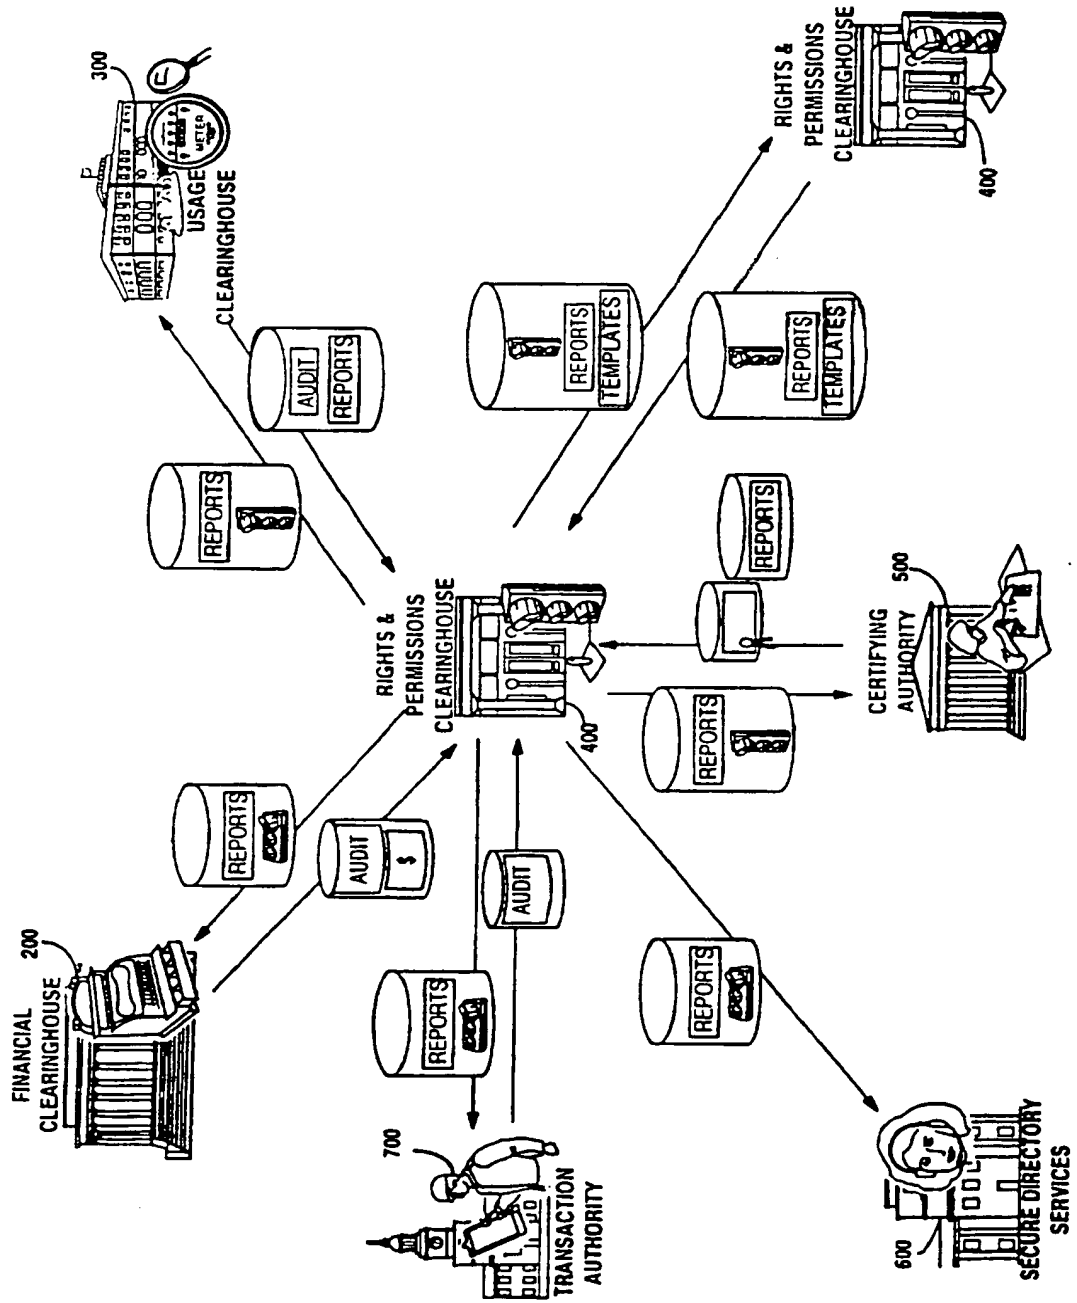 FINANCIAL
CLEARINGHOUSE
200
REPORTS
AUDIT
$
300
METER
USAGE
CLEARINGHOUSE
REPORTS
AUDIT
REPORTS
TRANSACTION
AUTHORITY
700
REPORTS
AUDIT
RIGHTS &
PERMISSIONS
CLEARINGHOUSE
400
REPORTS
TEMPLATES
REPORTS
TEMPLATES
RIGHTS &
PERMISSIONS
CLEARINGHOUSE
400
SECURE DIRECTORY
SERVICES
600
REPORTS
REPORTS
REPORTS
CERTIFYING
AUTHORITY
500